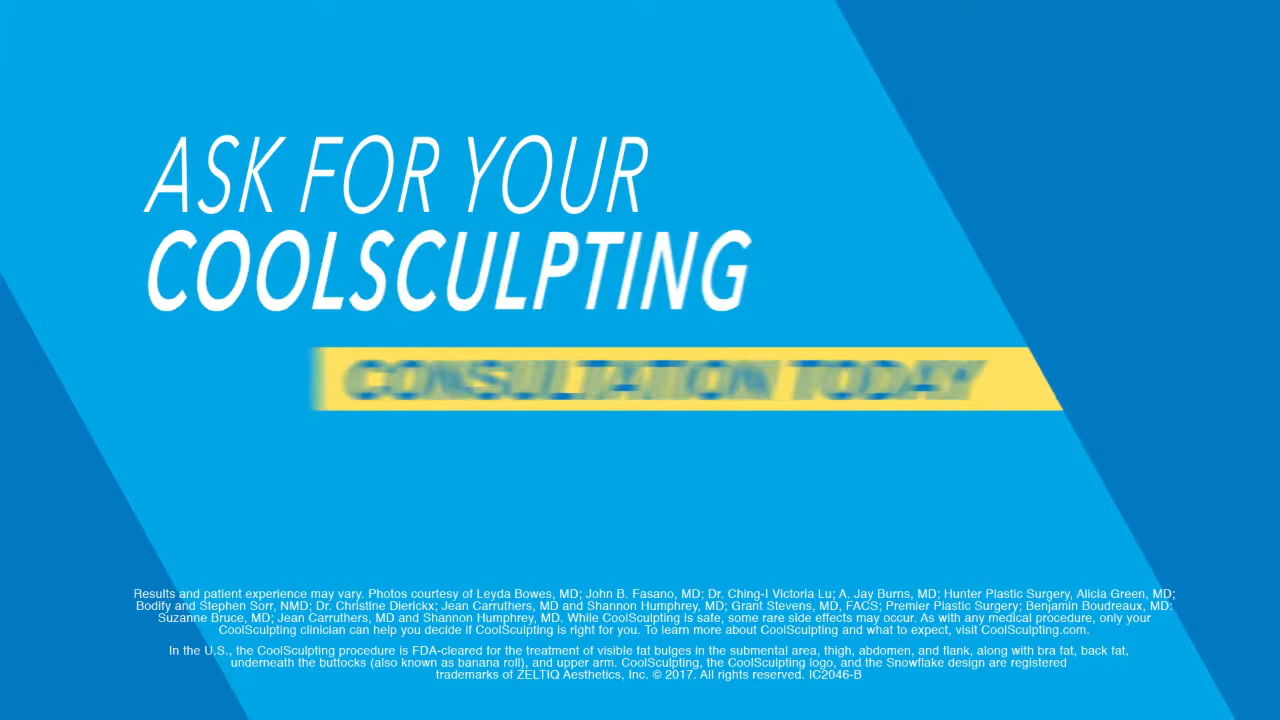 ASK FOR YOUR
COOLSCULPTING
CONSULTATION TODAY
Results and patient experience may vary. Photos courtesy of Leyda Bowes, MD; John B. Fasano, MD; Dr. Ching-I Victoria Lu; A. Jay Burns, MD; Hunter Plastic Surgery, Alicia Green, MD;
Bodify and Stephen Sorr, NMD; Dr. Christine Dierickx; Jean Carruthers, MD and Shannon Humphrey, MD; Grant Stevens, MD, FACS; Premier Plastic Surgery; Benjamin Boudreaux, MD;
Suzanne Bruce, MD; Jean Carruthers, MD and Shannon Humphrey, MD. While CoolSculpting is safe, some rare side effects may occur. As with any medical procedure, only your
CoolSculpting clinician can help you decide if CoolSculpting is right for you. To learn more about CoolSculpting and what to expect, visit CoolSculpting.com.
In the U.S., the CoolSculpting procedure is FDA-cleared for the treatment of visible fat bulges in the submental area, thigh, abdomen, and flank, along with bra fat, back fat,
underneath the buttocks (also known as banana roll), and upper arm. CoolSculpting, the CoolSculpting logo, and the Snowflake design are registered
trademarks of ZELTIQ Aesthetics, Inc. © 2017. All rights reserved. IC2046-B